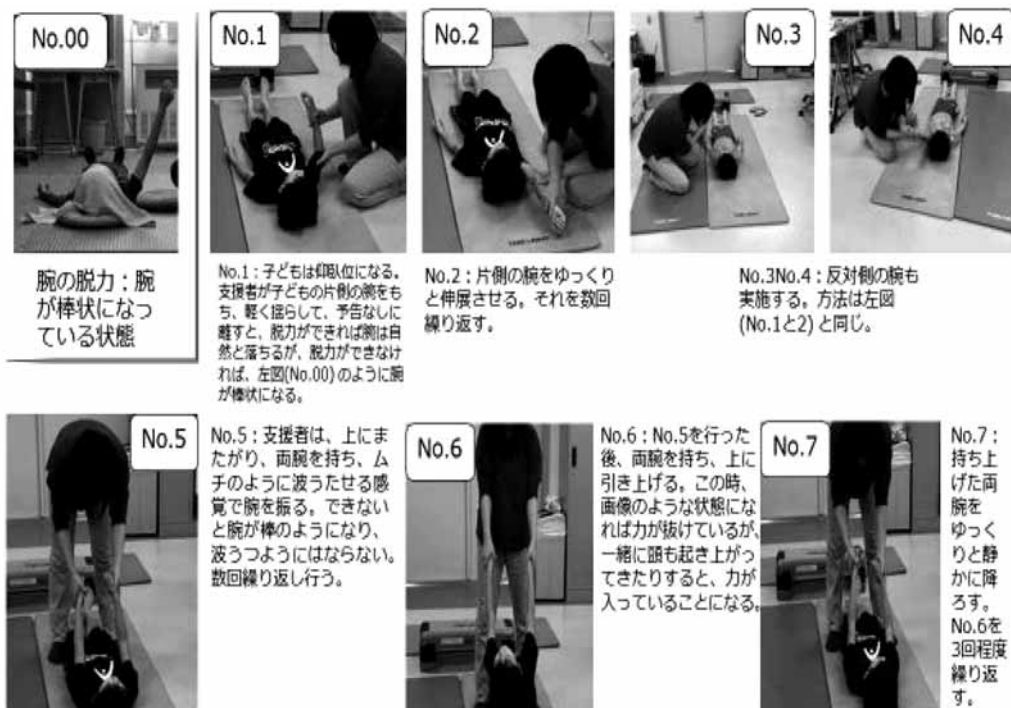 No.00
腕の脱力：腕
が棒状になっ
ている状態
No.1
No.1：子どもは仰臥位になる。
支援者が子どもの片側の腕をも
ち、軽く揺らして、予告なしに
離すと、脱力ができれば腕は自
然と落ちるが、脱力ができなけ
れば、左図(No.00)のように腕
が棒状になる。
No.2
No.2：片側の腕をゆっくり
と伸展させる。それを数回
繰り返す。
No.3
No.4
No.3No.4：反対側の腕も
実施する。方法は左図
(No.1と2)と同じ。
No.5
No.5：支援者は、上にま
たがり、両腕を持ち、ム
チのように波うたせる感
覚で腕を振る。できない
と腕が棒のようになり、
波うつようにはならない。
数回繰り返し行う。
No.6
No.6：No.5を行った
後、両腕を持ち、上に
引き上げる。この時、
画像のような状態にな
れば力が抜けているが、
一緒に頭も起き上がっ
てきたりすると、力が
入っていることになる。
No.7
No.7：
持ち上
げた両
腕を
ゆっく
りと静
かに降
ろす。
No.6を
3回程度
繰り返
す。